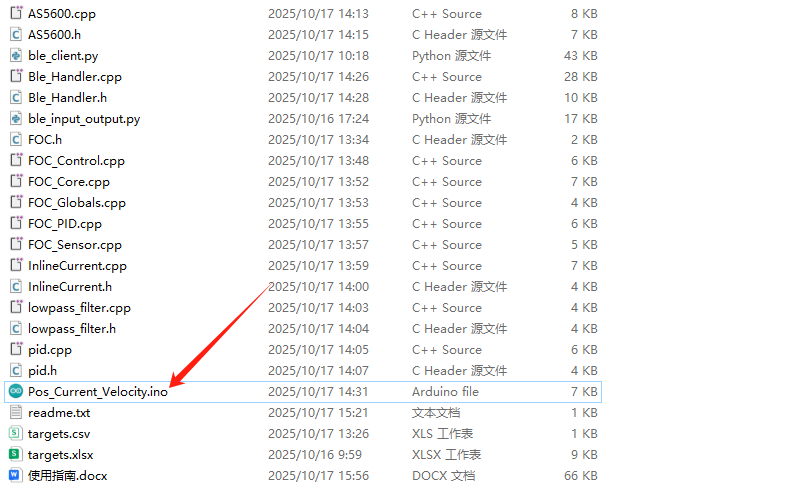 AS5600.cpp 2025/10/17 14:13 C++ Source 8 KB
AS5600.h 2025/10/17 14:15 C Header 源文件 7 KB
ble_client.py 2025/10/17 10:18 Python 源文件 43 KB
Ble_Handler.cpp 2025/10/17 14:26 C++ Source 28 KB
Ble_Handler.h 2025/10/17 14:28 C Header 源文件 10 KB
ble_input_output.py 2025/10/16 17:24 Python 源文件 17 KB
FOC.h 2025/10/17 13:34 C Header 源文件 2 KB
FOC_Control.cpp 2025/10/17 13:48 C++ Source 6 KB
FOC_Core.cpp 2025/10/17 13:52 C++ Source 7 KB
FOC_Globals.cpp 2025/10/17 13:53 C++ Source 4 KB
FOC_PID.cpp 2025/10/17 13:55 C++ Source 6 KB
FOC_Sensor.cpp 2025/10/17 13:57 C++ Source 5 KB
InlineCurrent.cpp 2025/10/17 13:59 C++ Source 7 KB
InlineCurrent.h 2025/10/17 14:00 C Header 源文件 4 KB
lowpass_filter.cpp 2025/10/17 14:03 C++ Source 4 KB
lowpass_filter.h 2025/10/17 14:04 C Header 源文件 4 KB
pid.cpp 2025/10/17 14:05 C++ Source 6 KB
pid.h 2025/10/17 14:07 C Header 源文件 4 KB
Pos_Current_Velocity.ino 2025/10/17 14:31 Arduino file 7 KB
readme.txt 2025/10/17 15:21 文本文档 1 KB
targets.csv 2025/10/17 13:26 XLS 工作表 1 KB
targets.xlsx 2025/10/16 9:59 XLSX 工作表 9 KB
使用指南.docx 2025/10/17 15:56 DOCX 文档 66 KB